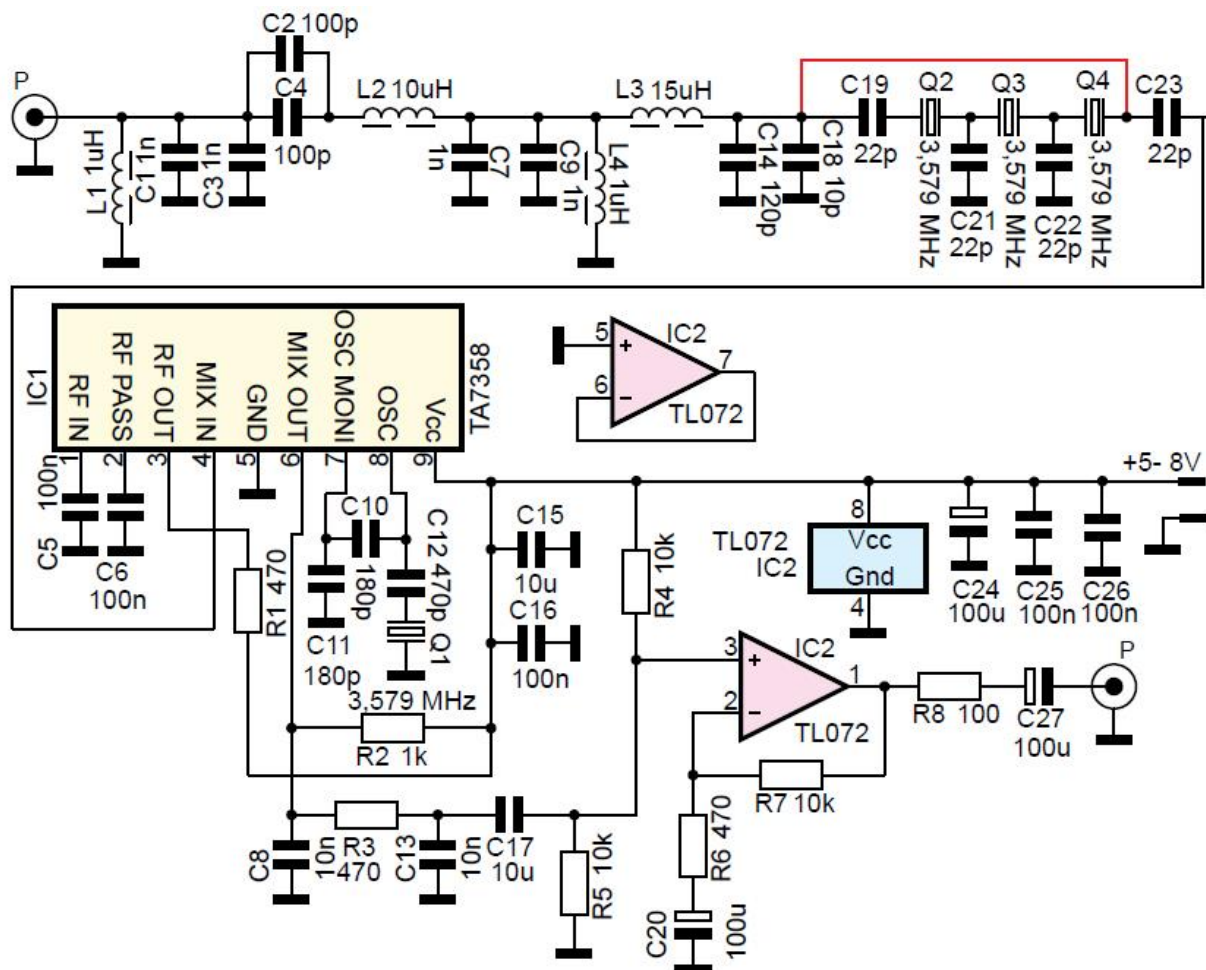 P
C2 100p
C4
100p
L1 1uH
C1 1n
C3 1n
L2 10uH
1n
C7
C9 1n
L4 1uH
L3 15uH
C14 120p
C18 10p
C19
22p
Q2
3,579 MHz
C21
22p
Q3
3,579 MHz
C22
22p
Q4
3,579 MHz
C23
22p
IC1
RF IN
RF PASS
RF OUT
MIX IN
GND
MIX OUT
OSC MONI
OSC
Vcc
TA7358
1
2
3
4
5
6
7
8
9
5
6
7
IC2
TL072
100n
C5
C6
100n
R1 470
C10
180p
C11
180p
C12 470p
Q1
3,579 MHz
R2 1k
C15
10u
C16
100n
R4 10k
TL072
IC2
8
Vcc
Gnd
4
+5- 8V
C24
100u
C25
100n
C26
100n
3
2
1
IC2
TL072
R8 100
C27
100u
P
R7 10k
R6 470
C20
100u
C8
10n
R3
470
C13
10n
C17
10u
R5 10k